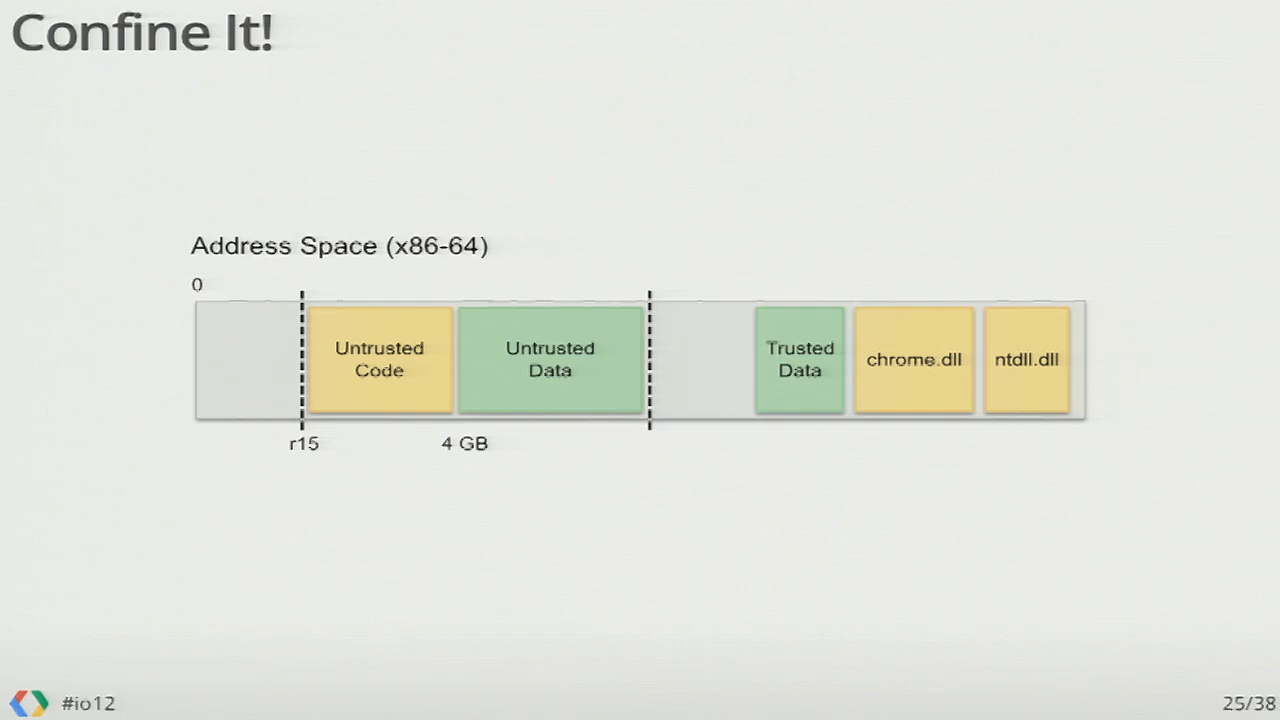 Confine It!
Address Space (x86-64)
0
Untrusted
Code
Untrusted
Data
Trusted
Data
chrome.dll
ntdll.dll
r15
4 GB
#io12
25/38